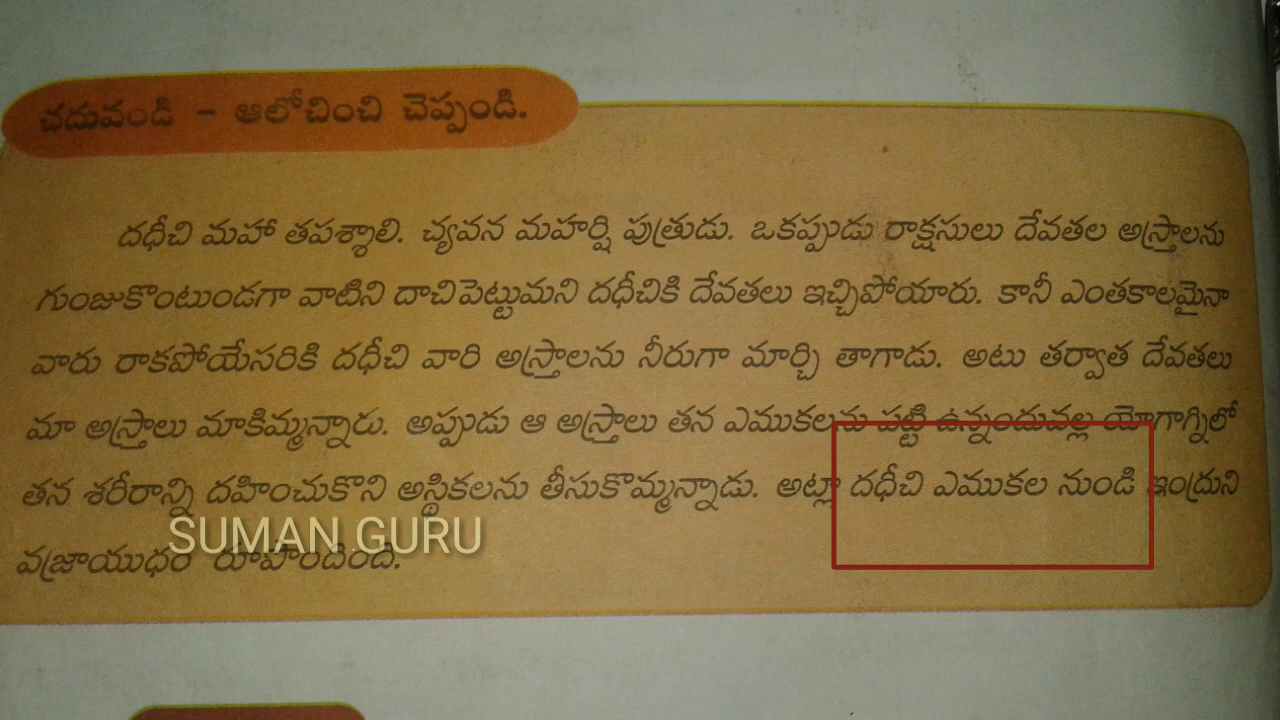 చదువండి - ఆలోచించి చెప్పండి.
దధీచి మహా తపశ్శాలి. చ్యవన మహర్షి పుత్రుడు. ఒకప్పుడు రాక్షసులు దేవతల అస్త్రాలను
గుంజుకొంటుండగా వాటిని దాచిపెట్టుమని దధీచికి దేవతలు ఇచ్చిపోయారు. కానీ ఎంతకాలమైనా
వారు రాకపోయేసరికి దధీచి వారి అస్త్రాలను నీరుగా మార్చి తాగాడు. అటు తర్వాత దేవతలు
మా అస్త్రాలు మాకిమ్మన్నారు. అప్పుడు ఆ అస్త్రాలు తన ఎముకలను పట్టి ఉన్నందువల్ల యోగాగ్నిలో
తన శరీరాన్ని దహించుకొని అస్థికలను తీసుకొమ్మన్నాడు. అట్లా దధీచి ఎముకల నుండి ఇంద్రుని
SUMAN GURU
వజ్రాయుధం రూపొందింది.